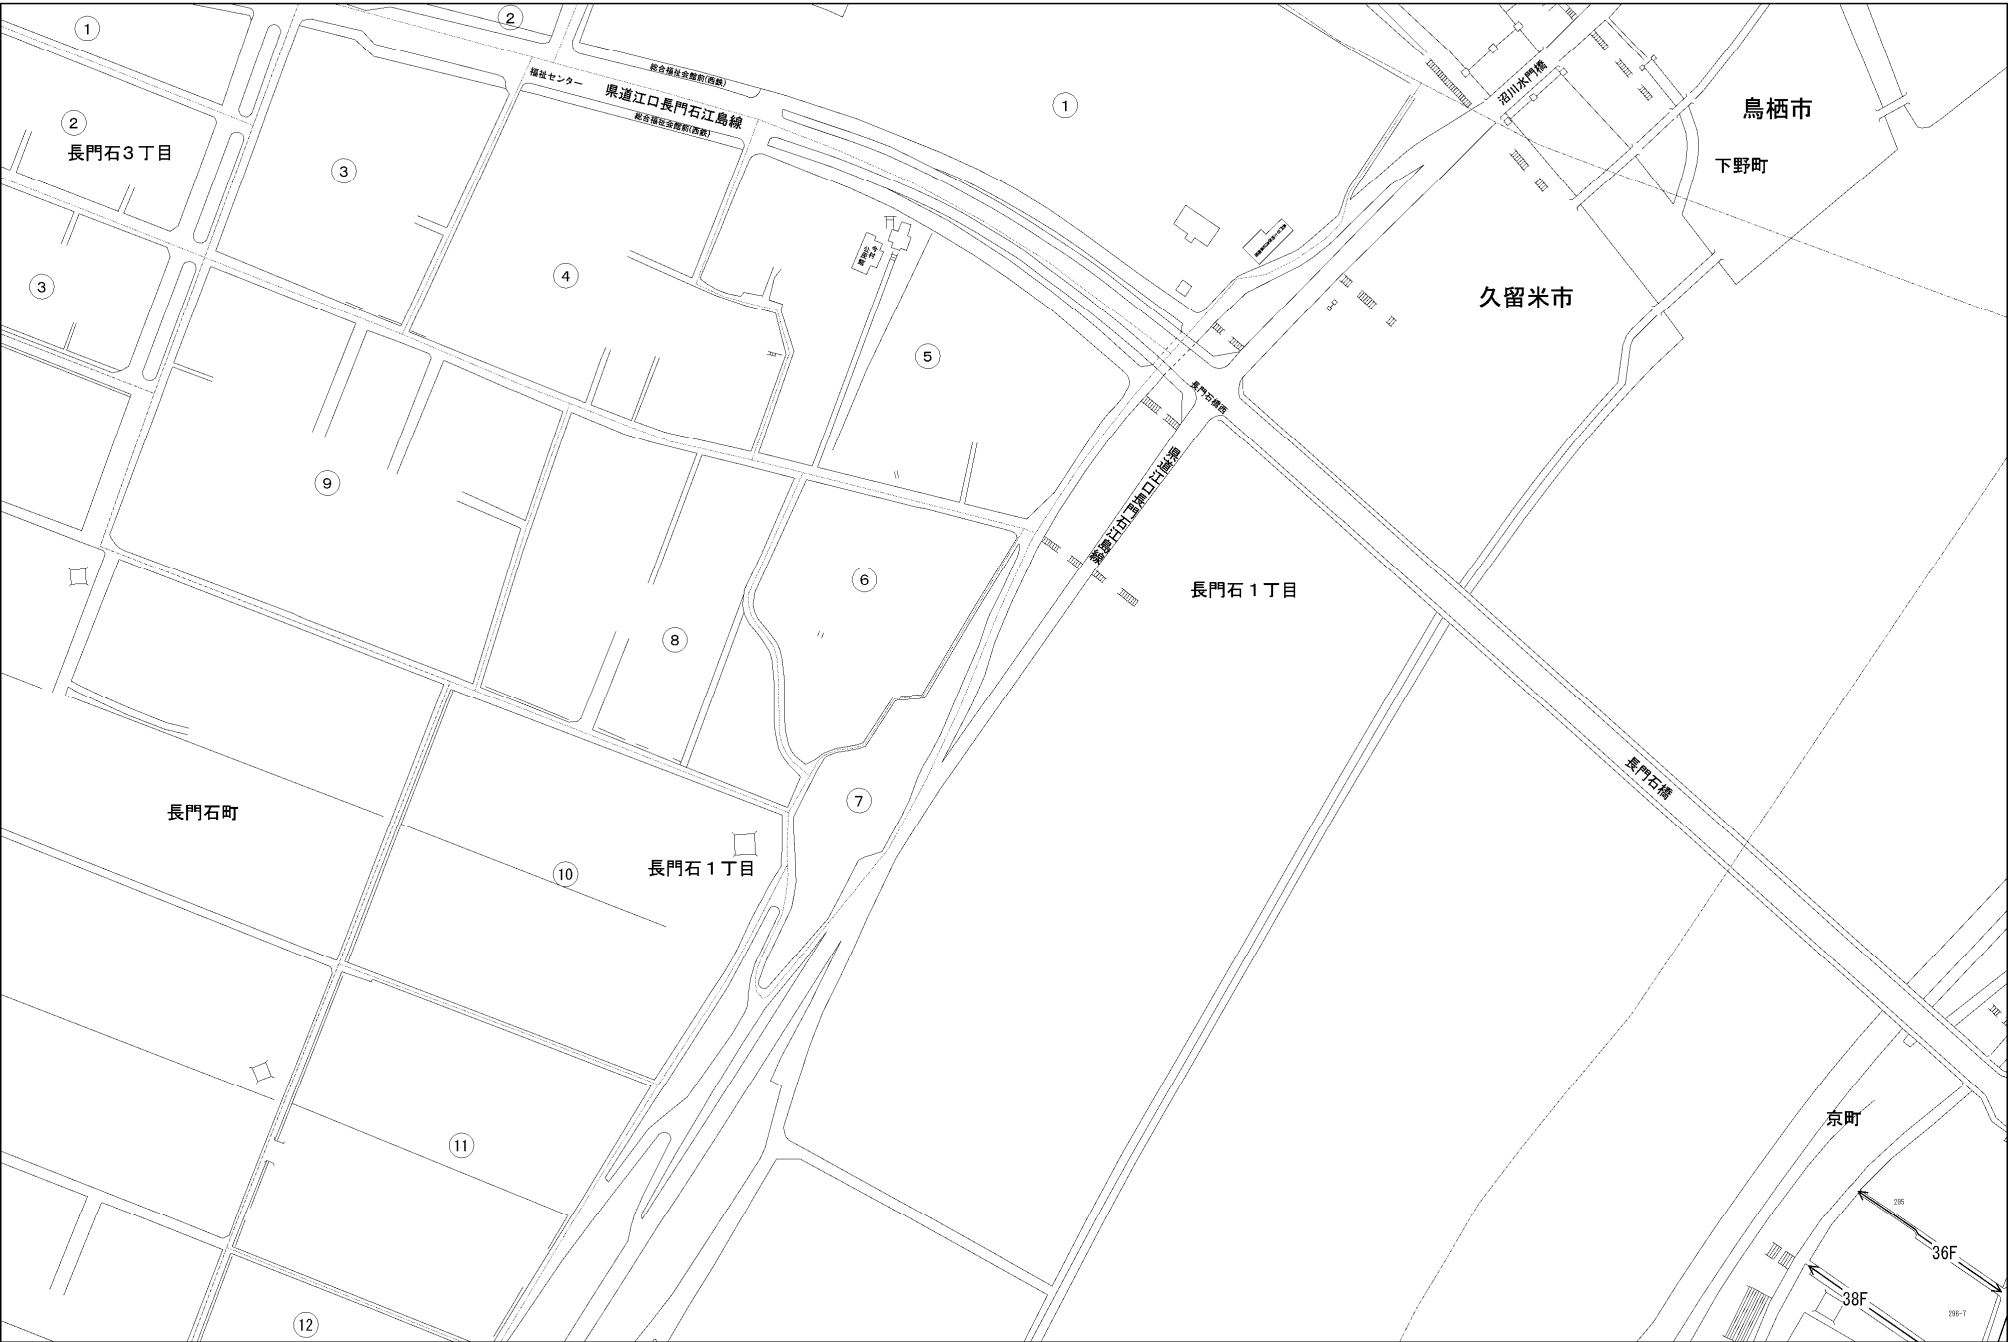 ①
②
総合福祉会館前(西鉄)
福祉センター
県道江口長門石江島線
総合福祉会館前(西鉄)
①
沼川水門橋
鳥栖市
下野町
②
長門石3丁目
③
④
③
久留米市
⑤
長門石橋西
県道江口長門石江島線
⑨
⑥
長門石1丁目
⑧
長門石橋
⑦
長門石町
長門石1丁目
⑩
京町
⑪
295
36F
38F
296-7
⑫